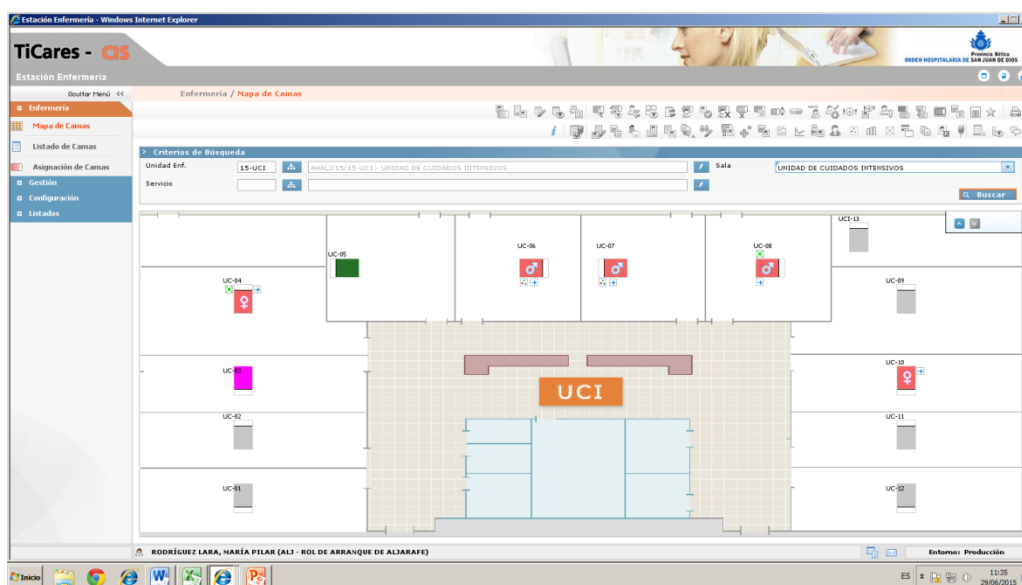 Estación Enfermería - Windows Internet Explorer
TiCares - CIS
Provincia Bética
ORDEN HOSPITALARIA DE SAN JUAN DE DIOS
Estación Enfermería
Ocultar Menú <<
Enfermería / Mapa de Camas
Enfermería
Mapa de Camas
Listado de Camas
Asignación de Camas
Gestión
Configuración
Listados
Criterios de Búsqueda
Unidad Enf. 15-UCI AHALJ/15/15-UCI - UNIDAD DE CUIDADOS INTENSIVOS Sala UNIDAD DE CUIDADOS INTENSIVOS
Servicio
Buscar
UCI-13
UC-05
UC-06
UC-07
UC-08
UC-04
UC-09
UC-03
UC-10
UCI
UC-02
UC-11
UC-01
UC-12
RODRÍGUEZ LARA, MARÍA PILAR (ALJ - ROL DE ARRANQUE DE ALJARAFE)
Entorno: Producción
Inicio
ES
11:35
29/06/2015